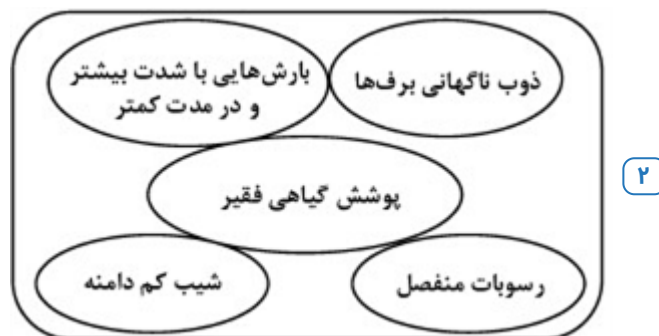 ذوب ناگهانی برف‌ها
بارش‌هایی با شدت بیشتر
و در مدت کمتر
پوشش گیاهی فقیر
۲
رسوبات منفصل
شیب کم دامنه